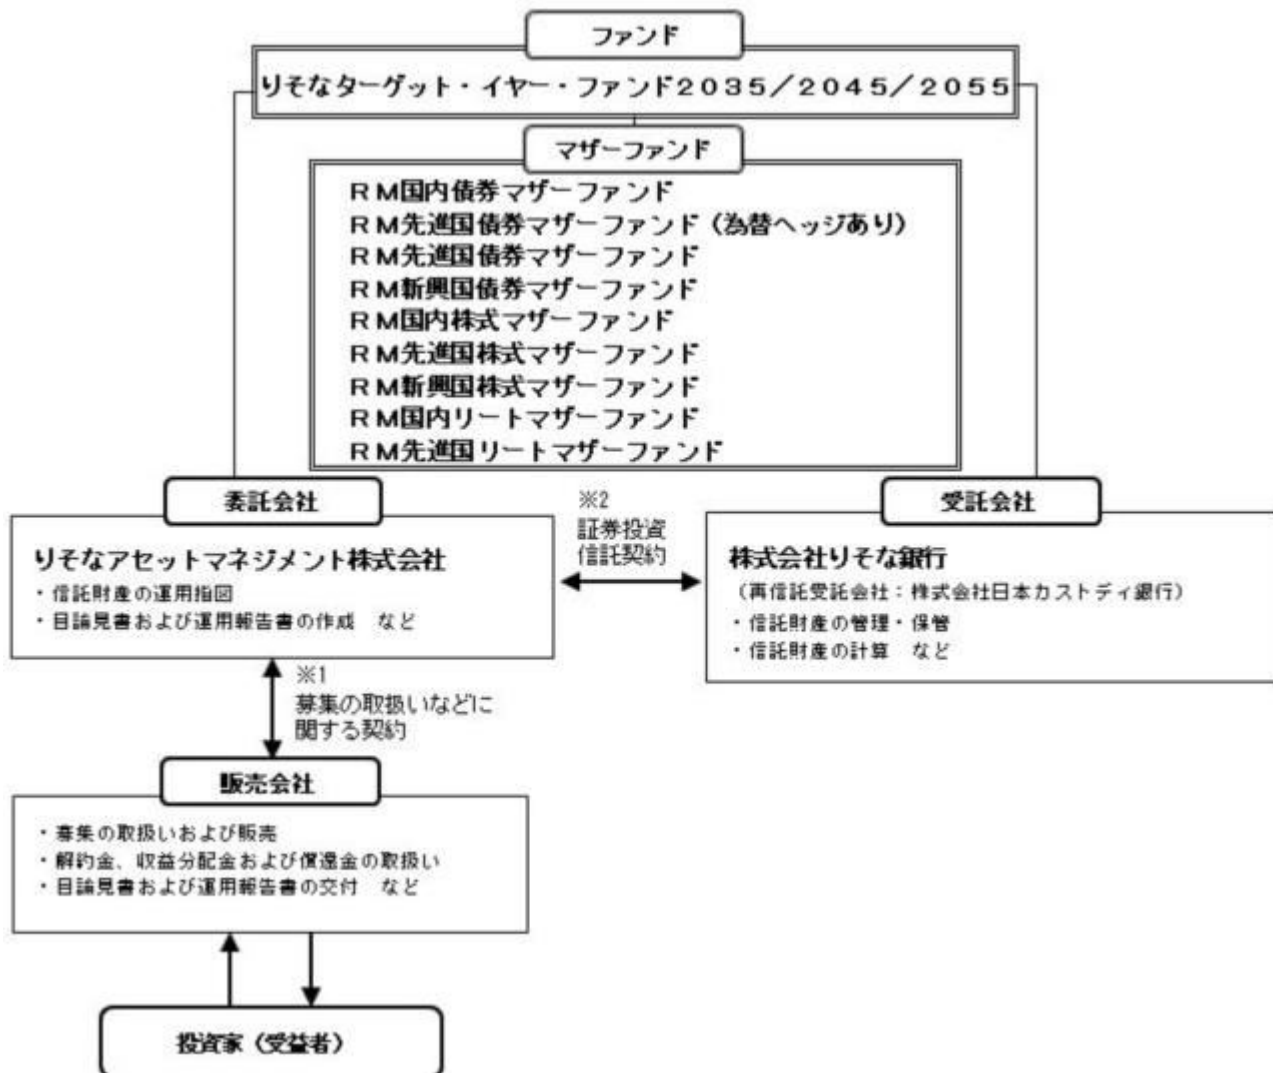 ファンド
りそなターゲット・イヤー・ファンド2035／2045／2055
マザーファンド
ＲＭ国内債券マザーファンド
ＲＭ先進国債券マザーファンド（為替ヘッジあり）
ＲＭ先進国債券マザーファンド
ＲＭ新興国債券マザーファンド
ＲＭ国内株式マザーファンド
ＲＭ先進国株式マザーファンド
ＲＭ新興国株式マザーファンド
ＲＭ国内リートマザーファンド
ＲＭ先進国リートマザーファンド
委託会社
りそなアセットマネジメント株式会社
・信託財産の運用指図
・目論見書および運用報告書の作成　など
※2
証券投資
信託契約
受託会社
株式会社りそな銀行
（再信託受託会社：株式会社日本カストディ銀行）
・信託財産の管理・保管
・信託財産の計算　など
※1
募集の取扱いなどに
関する契約
販売会社
・募集の取扱いおよび販売
・解約金、収益分配金および償還金の取扱い
・目論見書および運用報告書の交付　など
投資家（受益者）